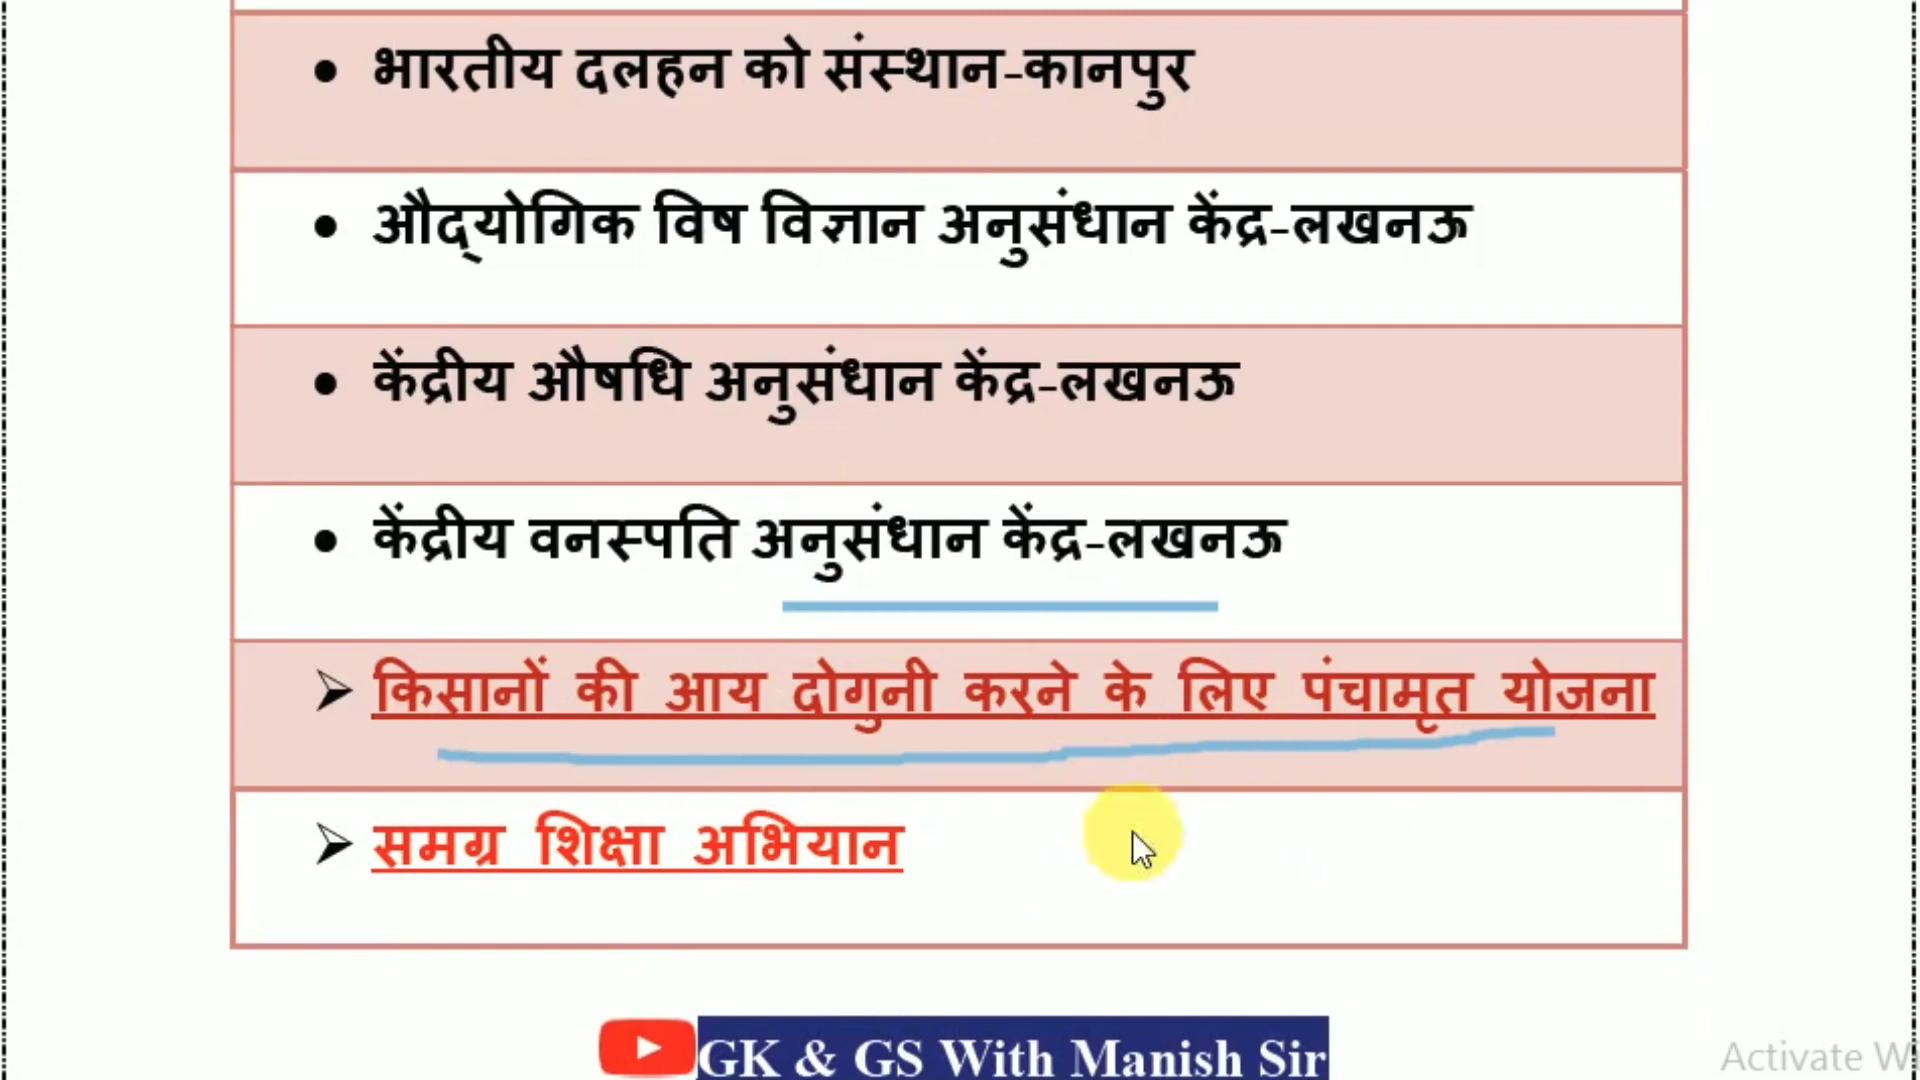 • भारतीय दलहन को संस्थान-कानपुर
• औद्योगिक विष विज्ञान अनुसंधान केंद्र-लखनऊ
• केंद्रीय औषधि अनुसंधान केंद्र-लखनऊ
• केंद्रीय वनस्पति अनुसंधान केंद्र-लखनऊ
➢ किसानों की आय दोगुनी करने के लिए पंचामृत योजना
➢ समग्र शिक्षा अभियान
GK & GS With Manish Sir
Activate